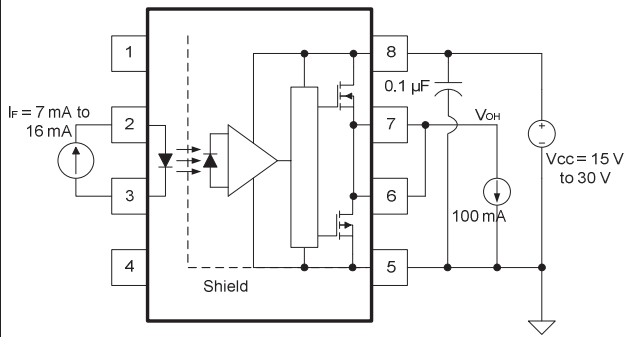 1
8
0.1 µF
IF = 7 mA to
16 mA
2
7
VOH
+
−
VCC = 15 V
to 30 V
3
6
100 mA
4
5
Shield